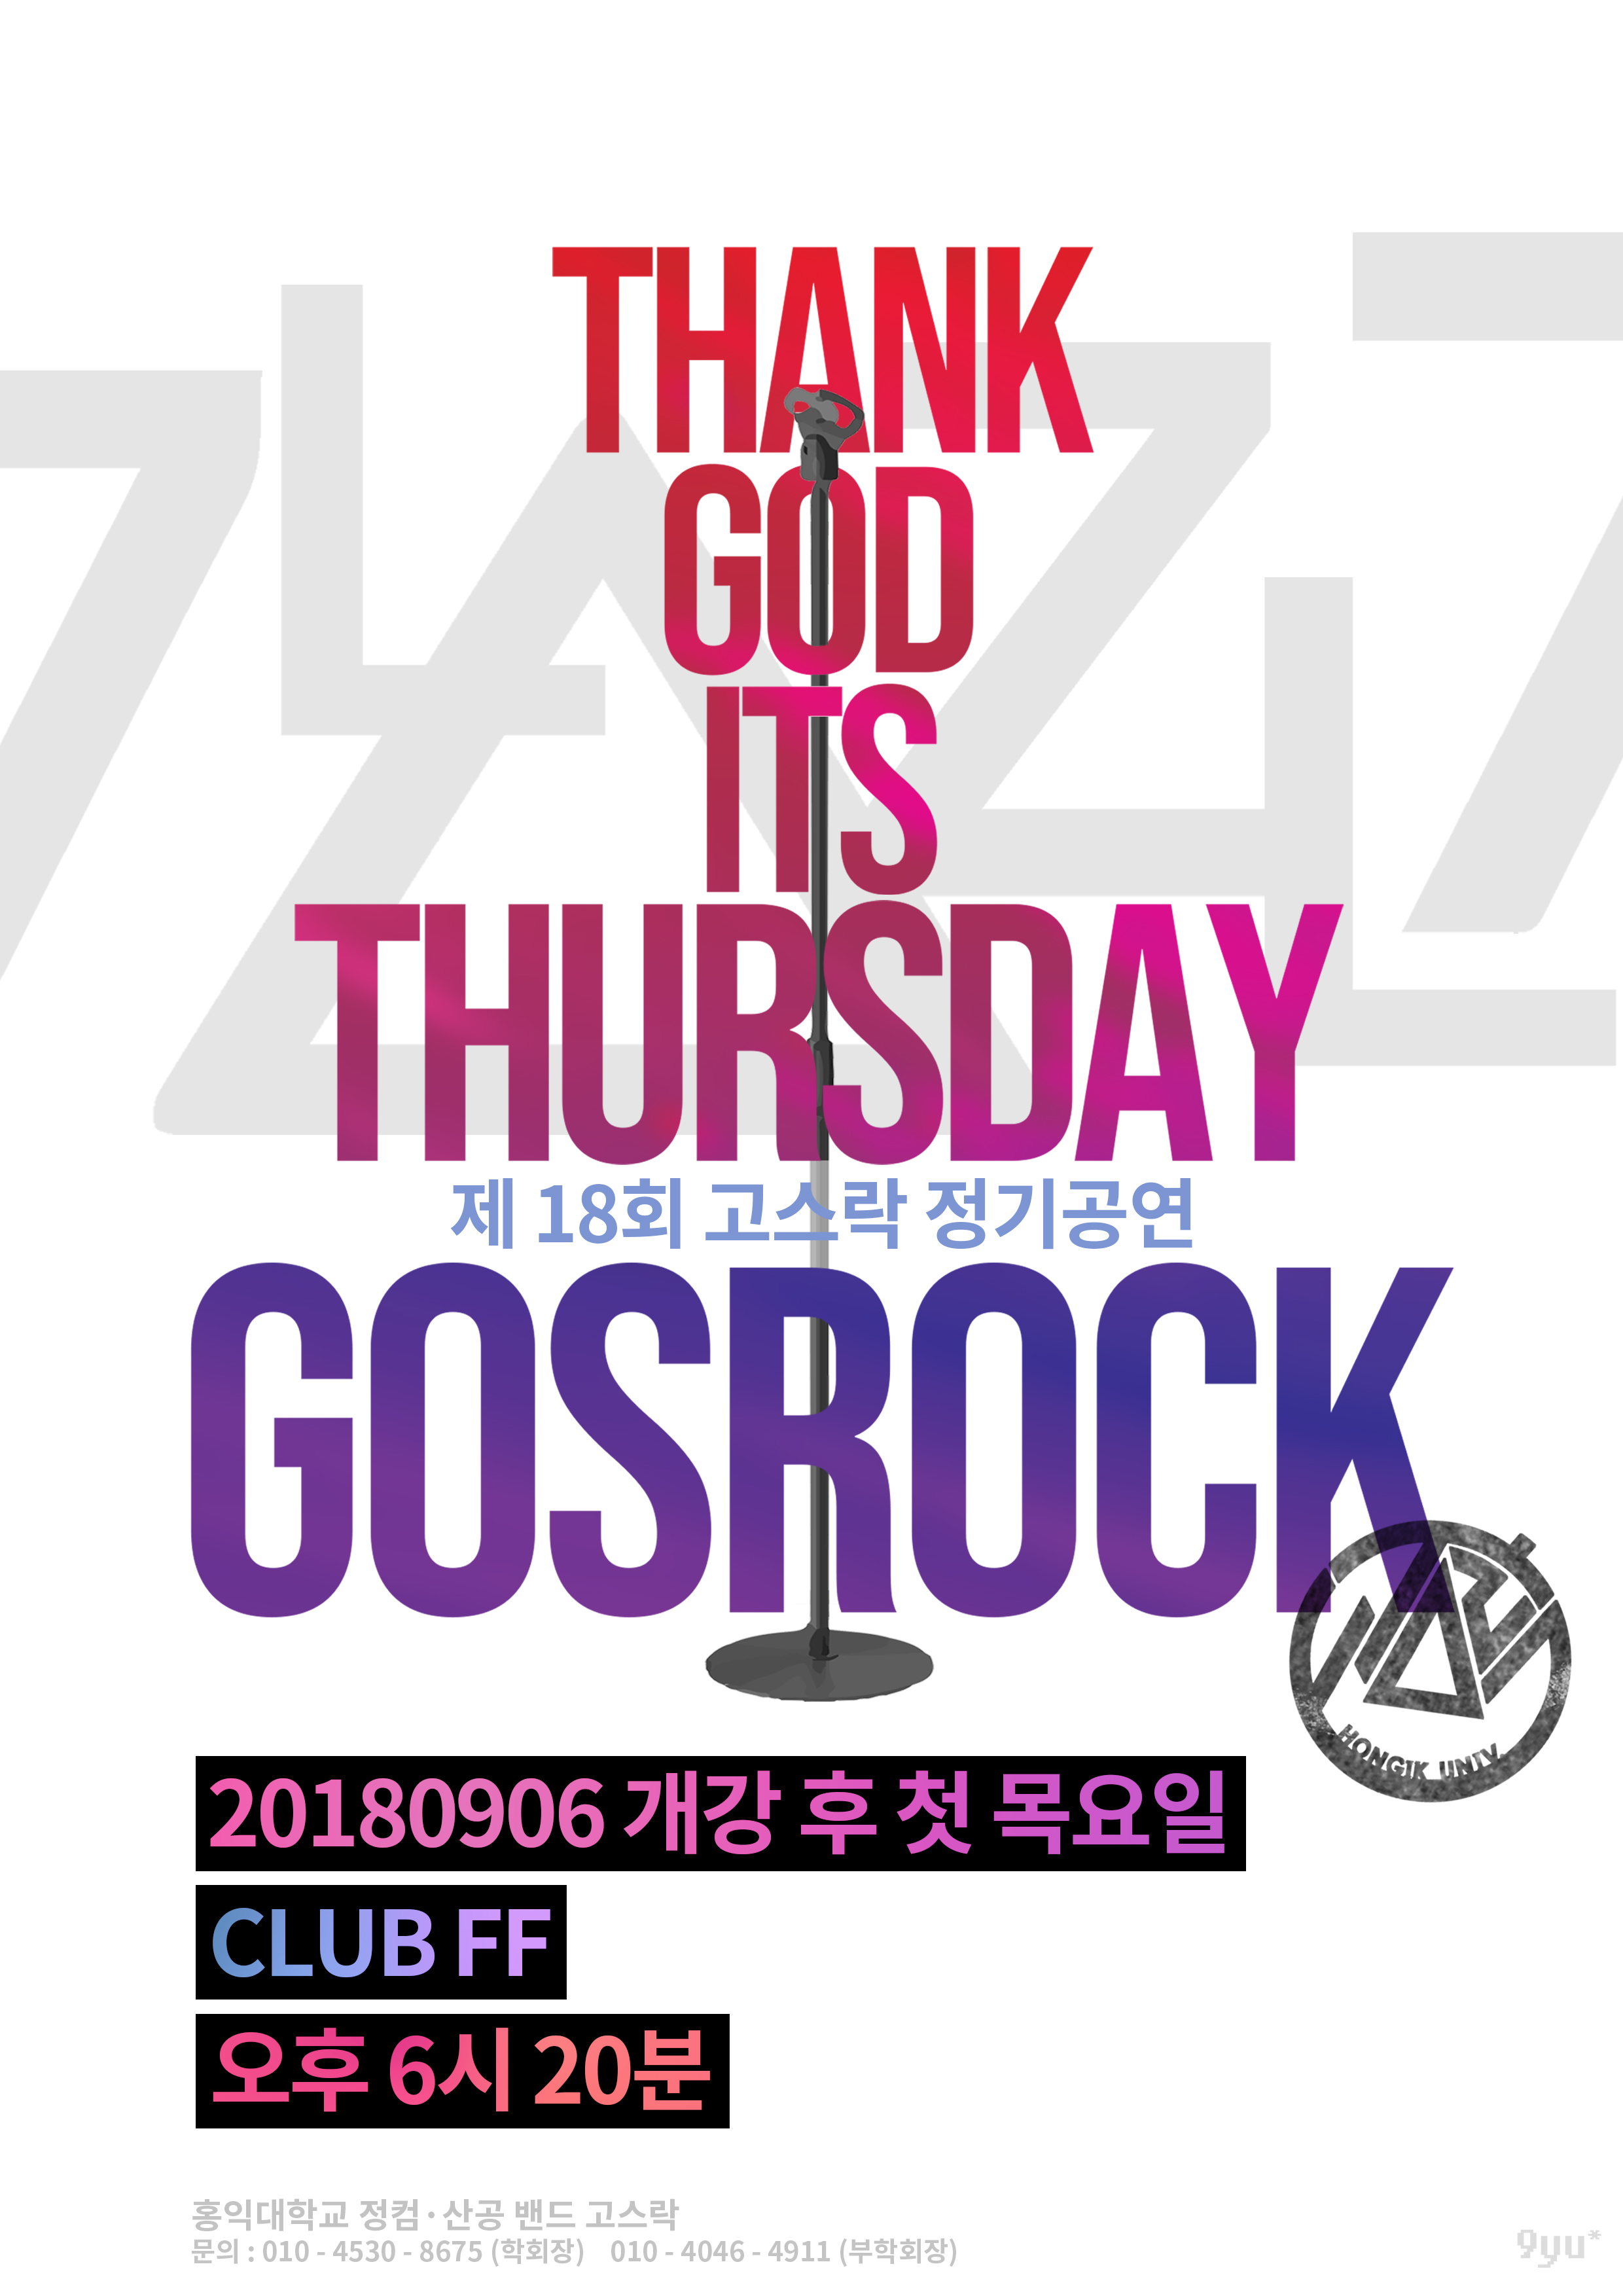 THANK
GOD
ITS
THURSDAY
제 18회 고스락 정기공연
GOSROCK
HONGIK UNIV.
20180906 개강 후 첫 목요일
CLUB FF
오후 6시 20분
홍익대학교 정컴·산공 밴드 고스락
문의 : 010 - 4530 - 8675 (학회장) 010 - 4046 - 4911 (부학회장)
9yu*